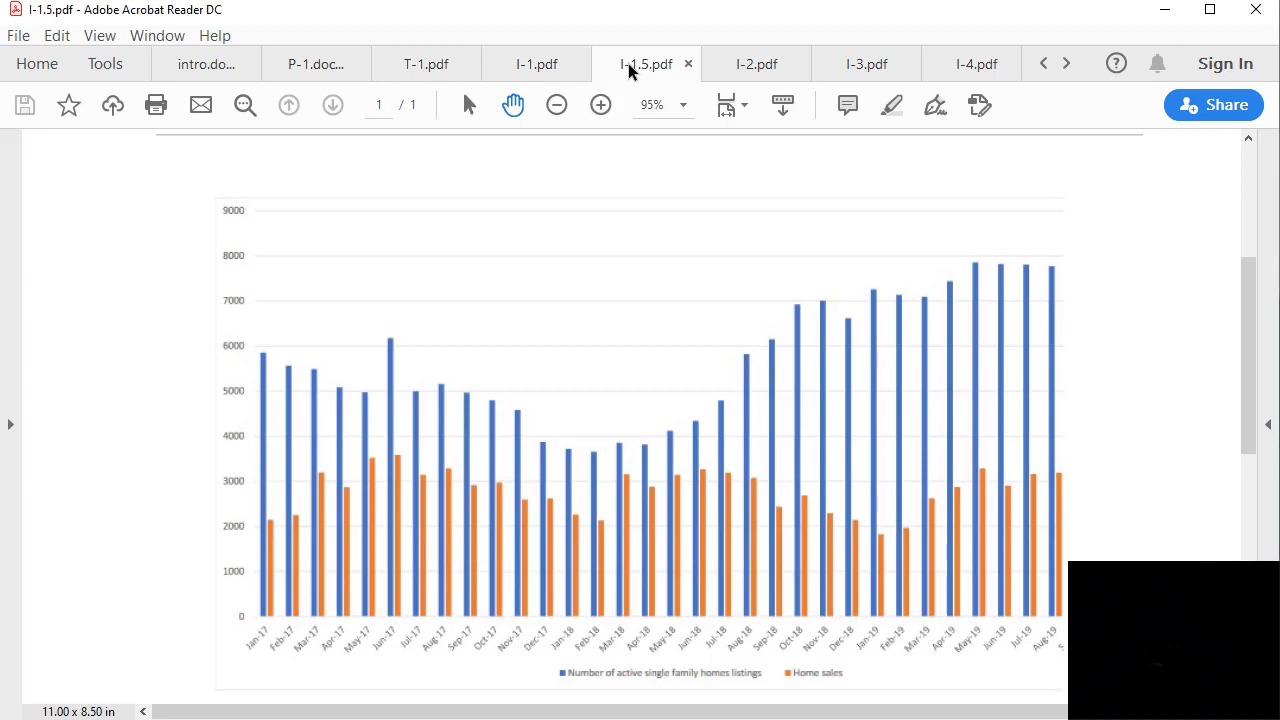 I-1.5.pdf - Adobe Acrobat Reader DC
File Edit View Window Help
Home Tools intro.do... P-1.doc... T-1.pdf I-1.pdf I-1.5.pdf I-2.pdf I-3.pdf I-4.pdf Sign In
1 / 1 95% Share
9000
8000
7000
6000
5000
4000
3000
2000
1000
0
Jan-17 Feb-17 Mar-17 Apr-17 May-17 Jun-17 Jul-17 Aug-17 Sep-17 Oct-17 Nov-17 Dec-17 Jan-18 Feb-18 Mar-18 Apr-18 May-18 Jun-18 Jul-18 Aug-18 Sep-18 Oct-18 Nov-18 Dec-18 Jan-19 Feb-19 Mar-19 Apr-19 May-19 Jun-19 Jul-19 Aug-19
Number of active single family homes listings Home sales
11.00 x 8.50 in